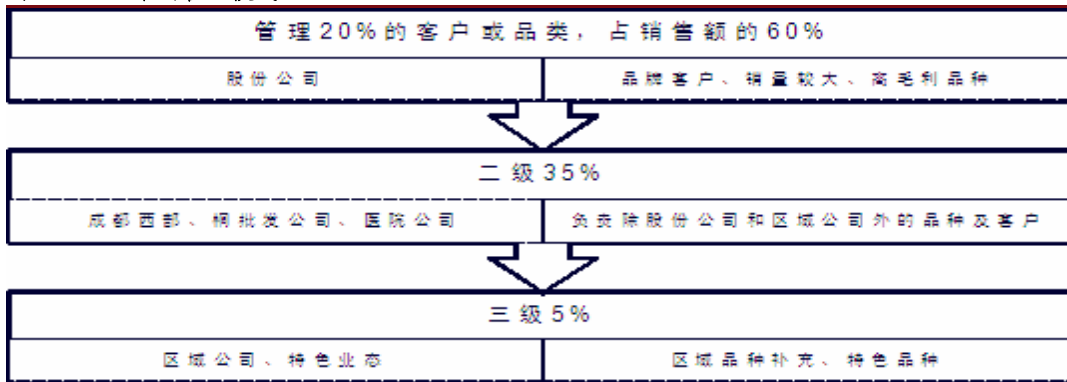 管理20%的客户或品类，占销售额的60%
股份公司
品牌客户、销量较大、高毛利品种
二级35%
成都西部、桐批发公司、医院公司
负责除股份公司和区域公司外的品种及客户
三级5%
区域公司、特色业态
区域品种补充、特色品种